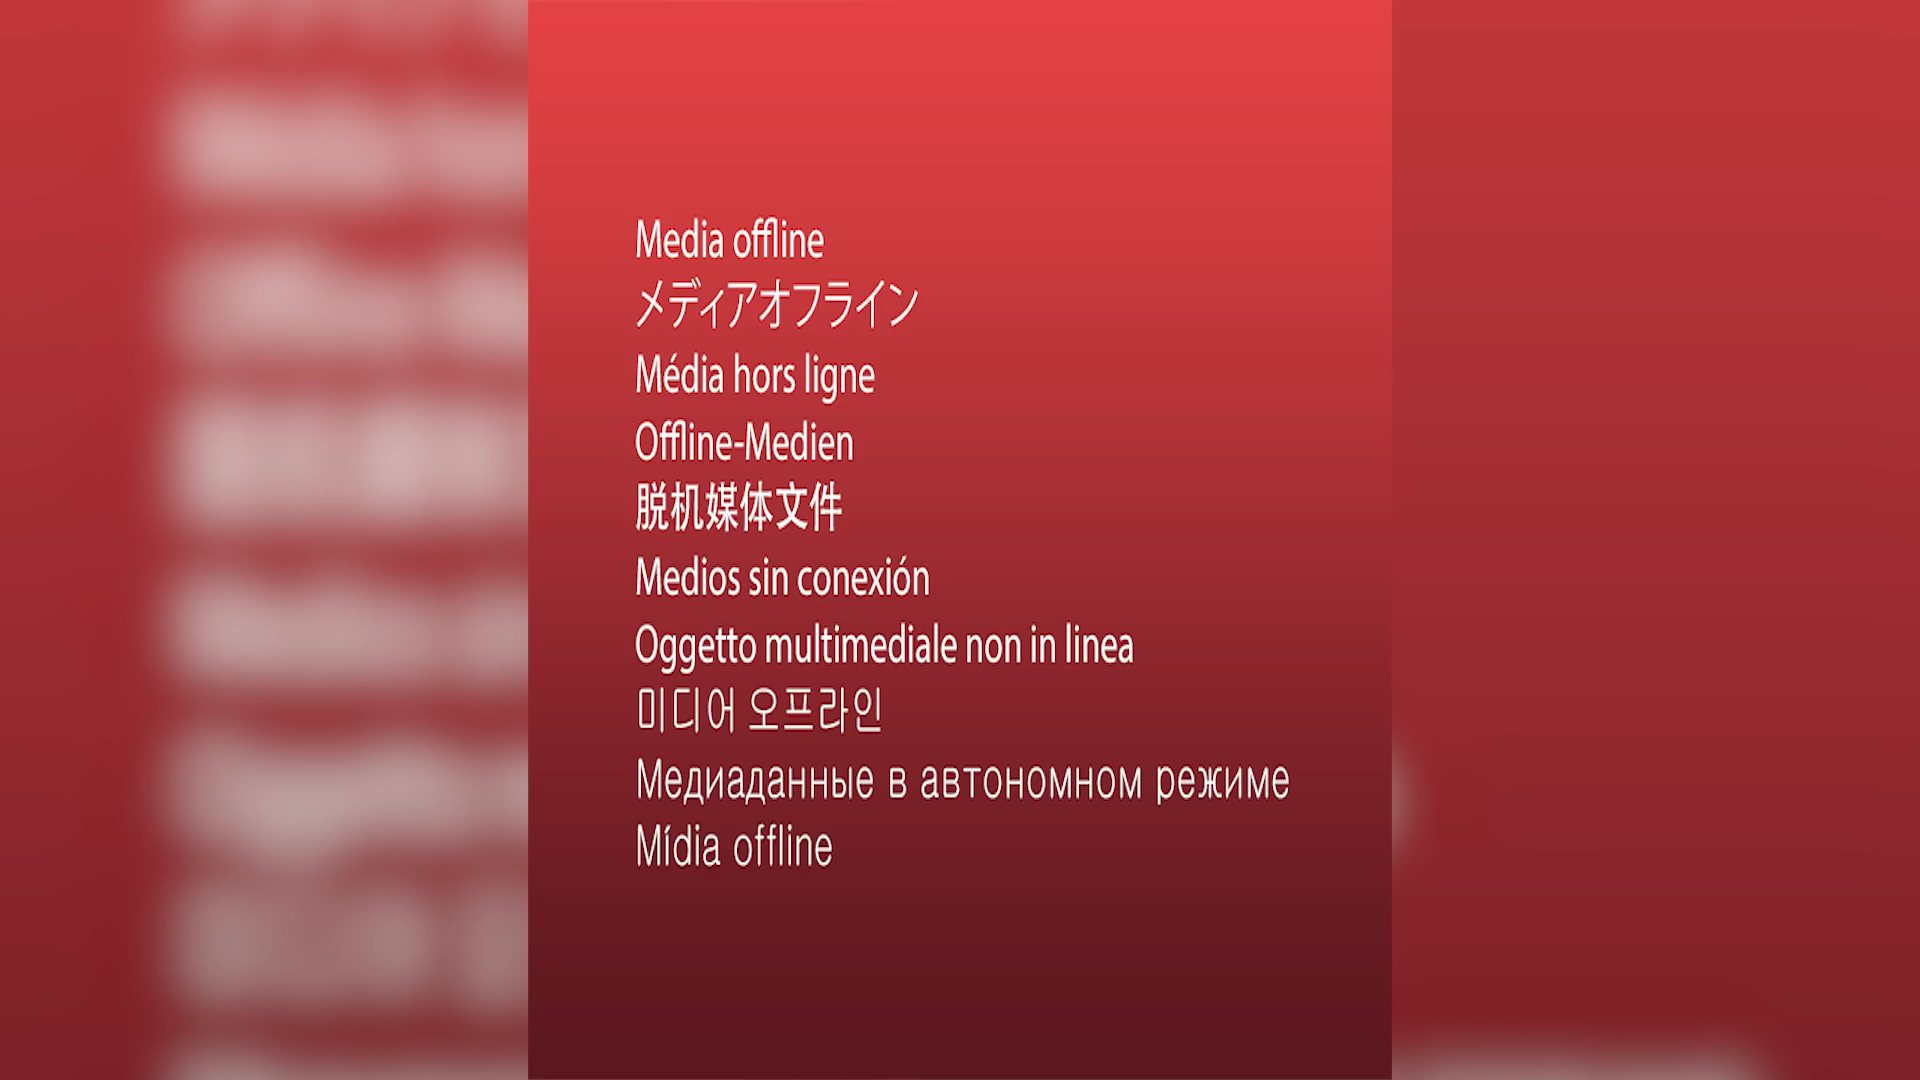 Media offline
メディアオフライン
Média hors ligne
Offline-Medien
脱机媒体文件
Medios sin conexión
Oggetto multimediale non in linea
미디어 오프라인
Медиаданные в автономном режиме
Mídia offline